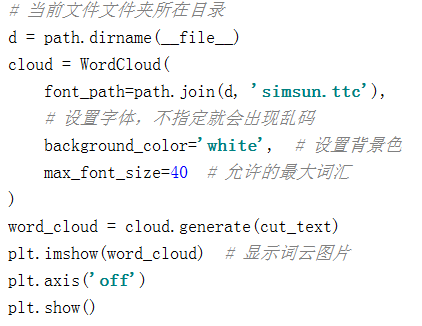 # 当前文件文件夹所在目录
d = path.dirname(__file__)
cloud = WordCloud(
    font_path=path.join(d, 'simsun.ttc'),
    # 设置字体，不指定就会出现乱码
    background_color='white',  # 设置背景色
    max_font_size=40  # 允许的最大词汇
)
word_cloud = cloud.generate(cut_text)
plt.imshow(word_cloud)  # 显示词云图片
plt.axis('off')
plt.show()